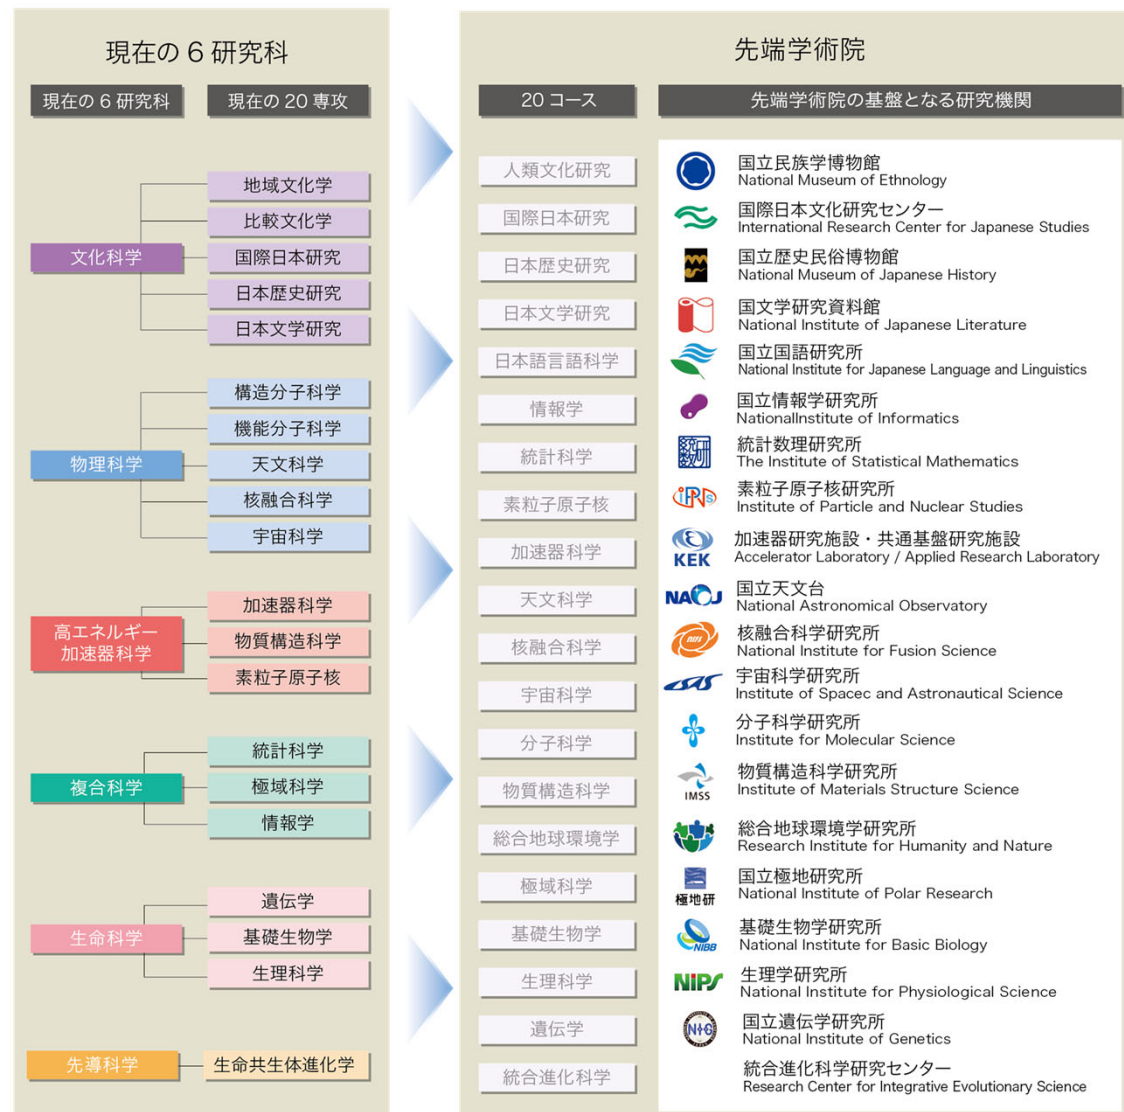 現在の6研究科
現在の6研究科
現在の20専攻
文化科学
地域文化学
比較文化学
国際日本研究
日本歴史研究
日本文学研究
物理科学
構造分子科学
機能分子科学
天文科学
核融合科学
宇宙科学
高エネルギー
加速器科学
加速器科学
物質構造科学
素粒子原子核
複合科学
統計科学
極域科学
情報学
生命科学
遺伝学
基礎生物学
生理科学
先導科学
生命共生体進化学
先端学術院
20コース
先端学術院の基盤となる研究機関
人類文化研究
国立民族学博物館
National Museum of Ethnology
国際日本研究
国際日本文化研究センター
International Research Center for Japanese Studies
日本歴史研究
国立歴史民俗博物館
National Museum of Japanese History
日本文学研究
国文学研究資料館
National Institute of Japanese Literature
日本語言語科学
国立国語研究所
National Institute for Japanese Language and Linguistics
情報学
国立情報学研究所
NationalInstitute of Informatics
統計科学
統計数理研究所
The Institute of Statistical Mathematics
素粒子原子核
iPNS
素粒子原子核研究所
Institute of Particle and Nuclear Studies
加速器科学
KEK
加速器研究施設・共通基盤研究施設
Accelerator Laboratory / Applied Research Laboratory
天文科学
NAOJ
国立天文台
National Astronomical Observatory
核融合科学
NIFS
核融合科学研究所
National Institute for Fusion Science
宇宙科学
ISAS
宇宙科学研究所
Institute of Spacec and Astronautical Science
分子科学
分子科学研究所
Institute for Molecular Science
物質構造科学
IMSS
物質構造科学研究所
Institute of Materials Structure Science
総合地球環境学
総合地球環境学研究所
Research Institute for Humanity and Nature
極域科学
極地研
国立極地研究所
National Institute of Polar Research
基礎生物学
NIBB
基礎生物学研究所
National Institute for Basic Biology
生理科学
NIPS
生理学研究所
National Institute for Physiological Science
遺伝学
NIG
国立遺伝学研究所
National Institute of Genetics
統合進化科学
統合進化科学研究センター
Research Center for Integrative Evolutionary Science